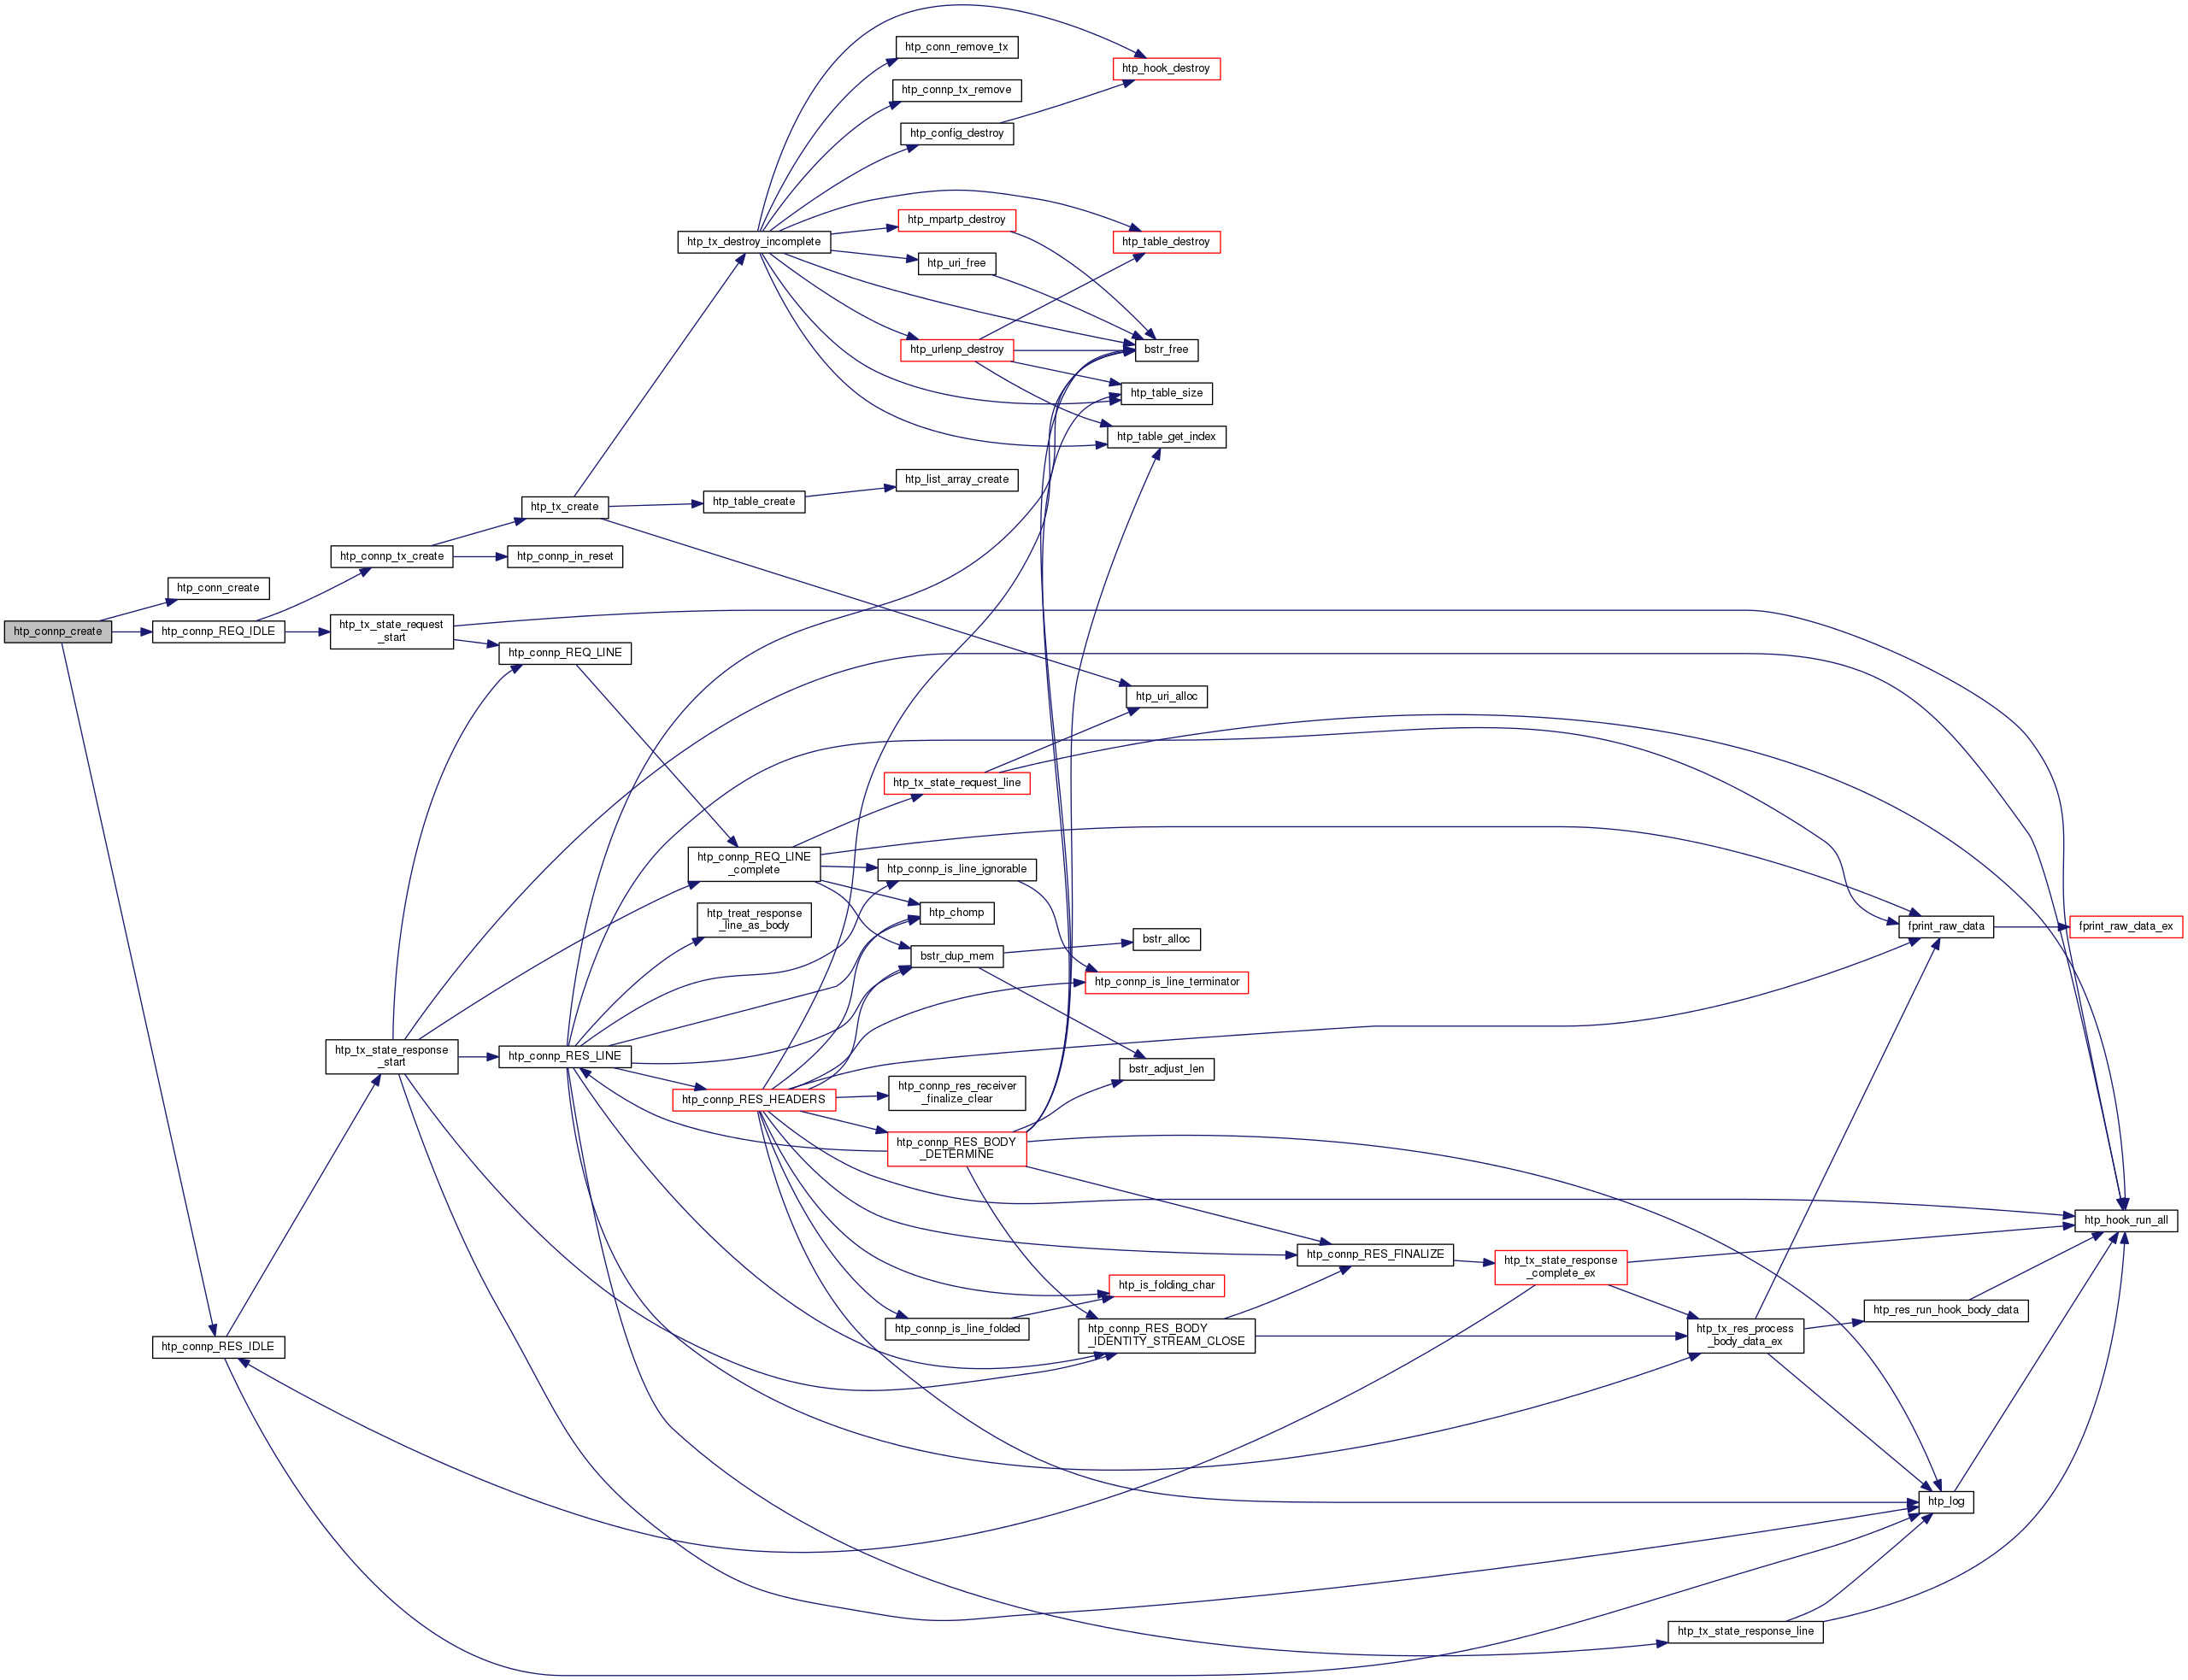 htp_conn_remove_tx
htp_hook_destroy
htp_connp_tx_remove
htp_config_destroy
htp_mpartp_destroy
htp_tx_destroy_incomplete
htp_table_destroy
htp_uri_free
htp_urlenp_destroy
bstr_free
htp_table_size
htp_table_get_index
htp_list_array_create
htp_table_create
htp_tx_create
htp_connp_tx_create
htp_connp_in_reset
htp_conn_create
htp_connp_create
htp_connp_REQ_IDLE
htp_tx_state_request
_start
htp_connp_REQ_LINE
htp_uri_alloc
htp_tx_state_request_line
htp_connp_REQ_LINE
_complete
htp_connp_is_line_ignorable
htp_treat_response
_line_as_body
htp_chomp
fprint_raw_data
fprint_raw_data_ex
bstr_alloc
bstr_dup_mem
htp_connp_is_line_terminator
htp_tx_state_response
_start
htp_connp_RES_LINE
bstr_adjust_len
htp_connp_RES_HEADERS
htp_connp_res_receiver
_finalize_clear
htp_connp_RES_BODY
_DETERMINE
htp_hook_run_all
htp_connp_RES_FINALIZE
htp_tx_state_response
_complete_ex
htp_is_folding_char
htp_res_run_hook_body_data
htp_connp_is_line_folded
htp_connp_RES_BODY
_IDENTITY_STREAM_CLOSE
htp_tx_res_process
_body_data_ex
htp_connp_RES_IDLE
htp_log
htp_tx_state_response_line